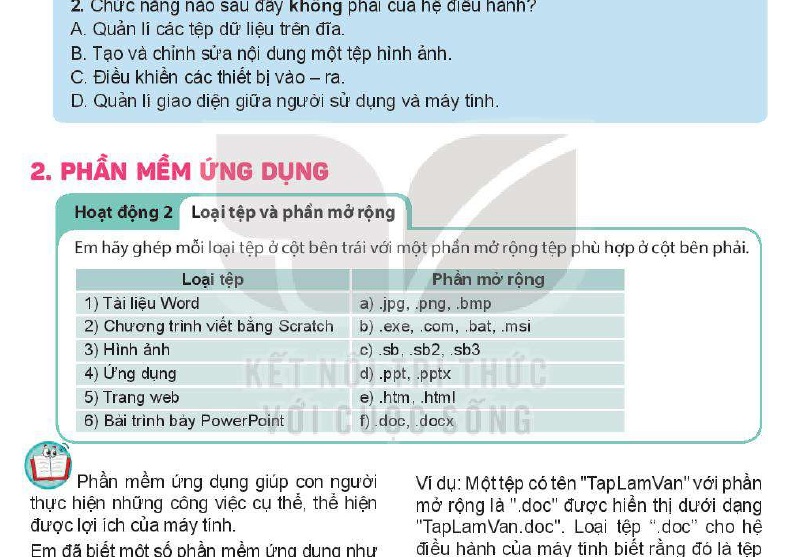 2. Chức năng nào sau đây không phải của hệ điều hành?
A. Quản lí các tệp dữ liệu trên đĩa.
B. Tạo và chỉnh sửa nội dung một tệp hình ảnh.
C. Điều khiển các thiết bị vào – ra.
D. Quản lí giao diện giữa người sử dụng và máy tính.
2. PHẦN MỀM ỨNG DỤNG
Hoạt động 2 Loại tệp và phần mở rộng
Em hãy ghép mỗi loại tệp ở cột bên trái với một phần mở rộng tệp phù hợp ở cột bên phải.
Loại tệp Phần mở rộng
1) Tài liệu Word a) .jpg, .png, .bmp
2) Chương trình viết bằng Scratch b) .exe, .com, .bat, .msi
3) Hình ảnh c) .sb, .sb2, .sb3
4) Ứng dụng d) .ppt, .pptx
5) Trang web e) .htm, .html
6) Bài trình bày PowerPoint f) .doc, .docx
KẾT NỐI TRI THỨC
VỚI CUỘC SỐNG
Phần mềm ứng dụng giúp con người
thực hiện những công việc cụ thể, thể hiện
được lợi ích của máy tính.
Em đã biết một số phần mềm ứng dụng như
Ví dụ: Một tệp có tên "TapLamVan" với phần
mở rộng là ".doc" được hiển thị dưới dạng
"TapLamVan.doc". Loại tệp “.doc” cho hệ
điều hành của máy tính biết rằng đó là tệp